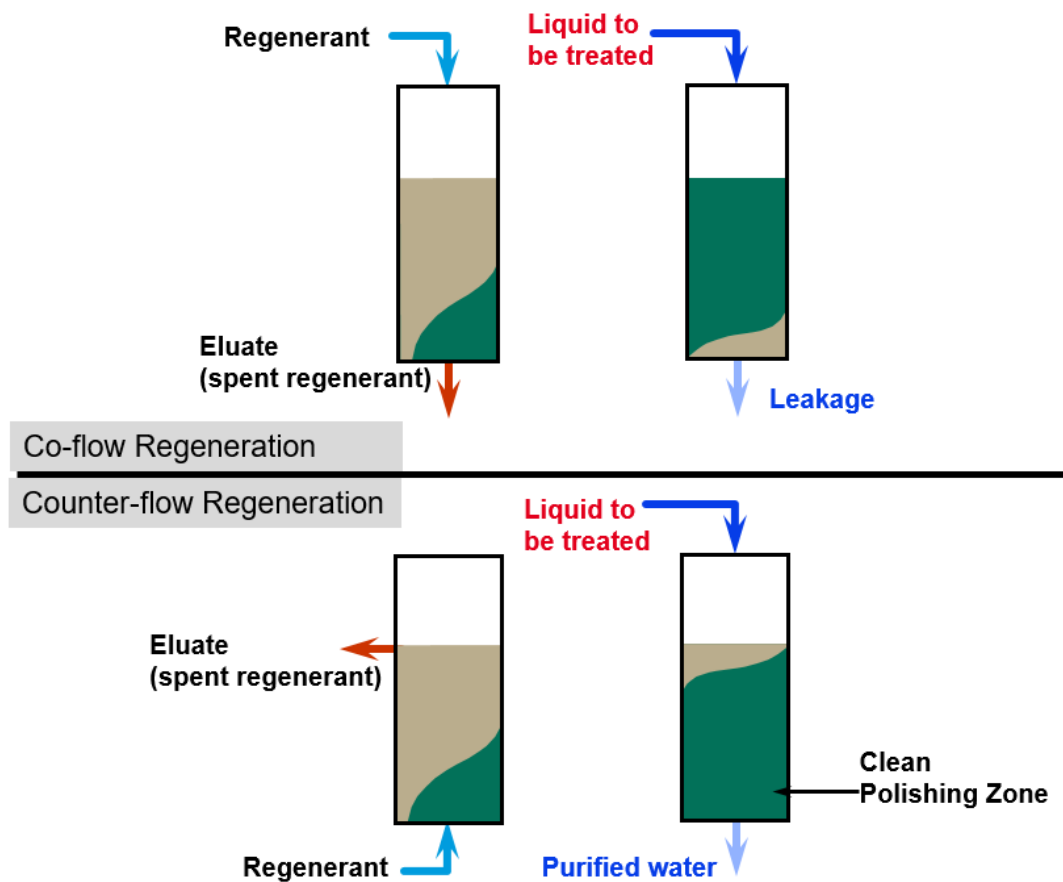 Regenerant
Liquid to
be treated
Eluate
(spent regenerant)
Leakage
Co-flow Regeneration
Counter-flow Regeneration
Liquid to
be treated
Eluate
(spent regenerant)
Clean
Polishing Zone
Regenerant
Purified water